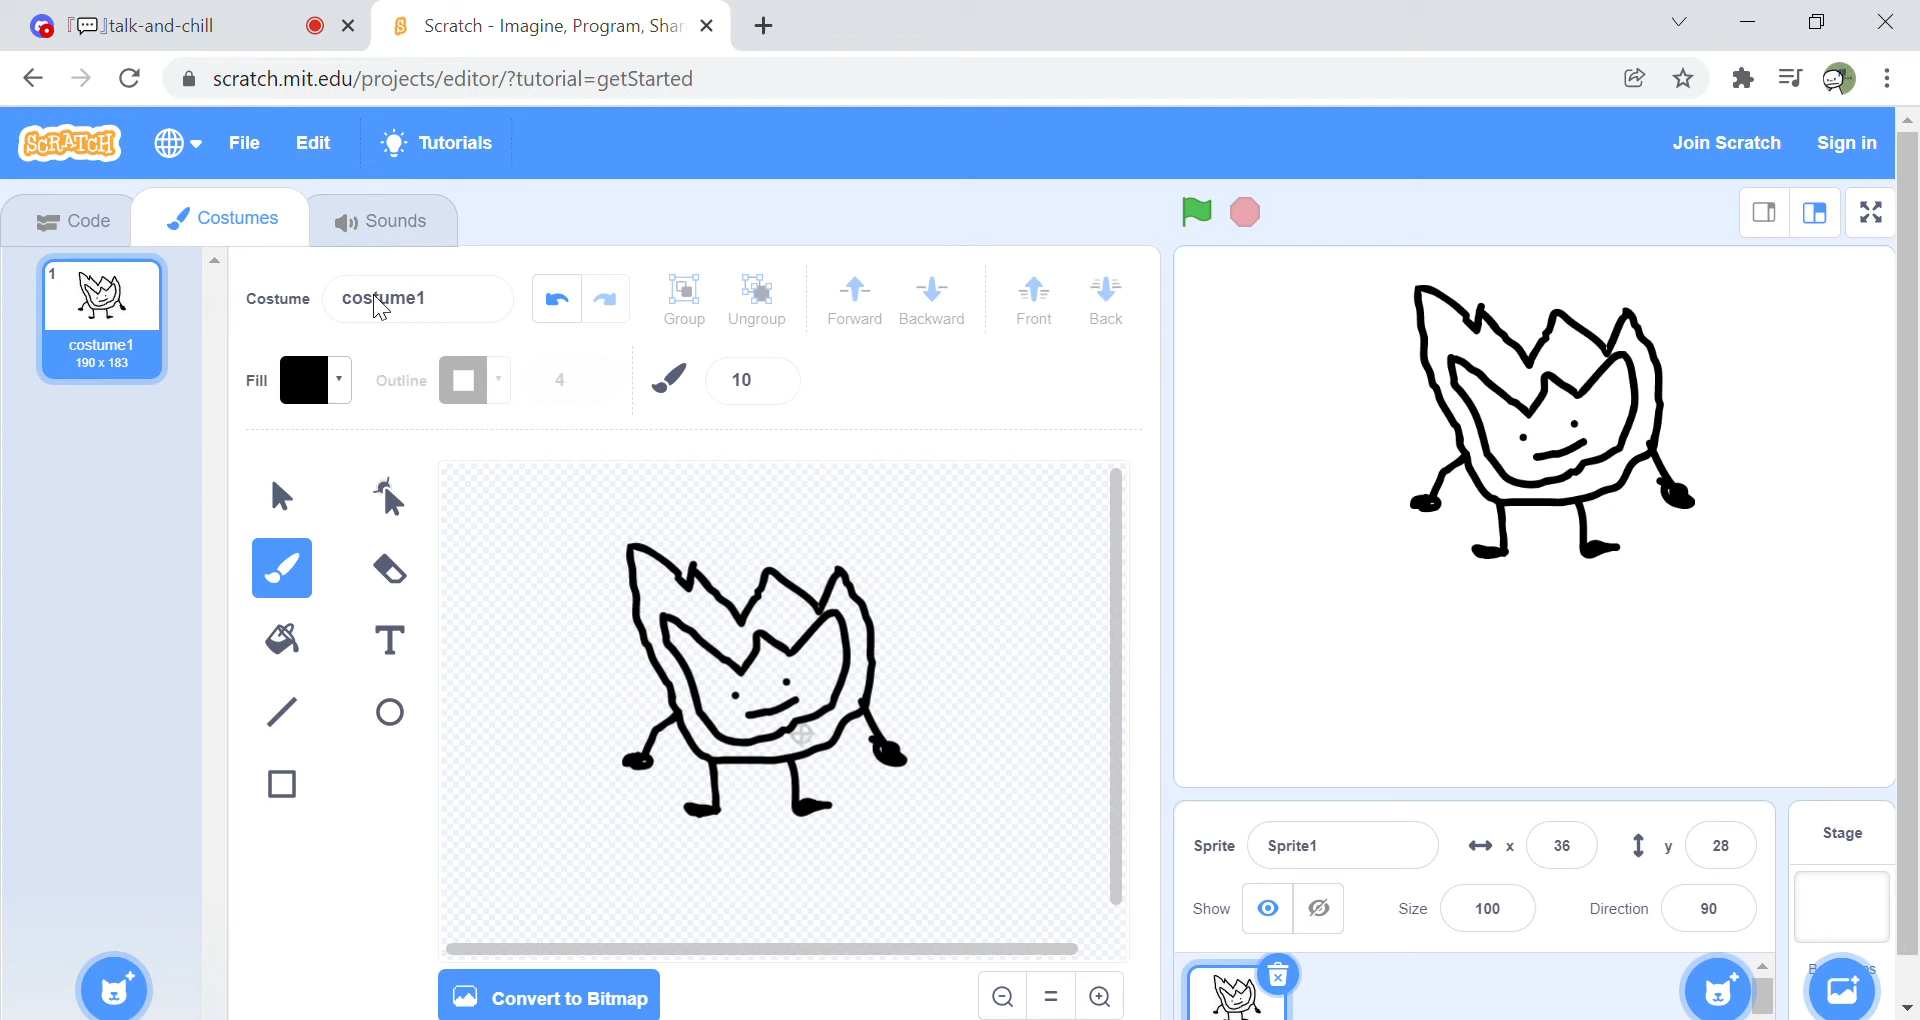 『💬』talk-and-chill
Scratch - Imagine, Program, Shar
scratch.mit.edu/projects/editor/?tutorial=getStarted
SCRATCH File Edit Tutorials Join Scratch Sign in
Code Costumes Sounds
1
costume1
190 x 183
Costume costume1
Group Ungroup Forward Backward Front Back
Fill Outline 4 10
Convert to Bitmap
Sprite Sprite1 x 36 y 28
Show Size 100 Direction 90
Stage